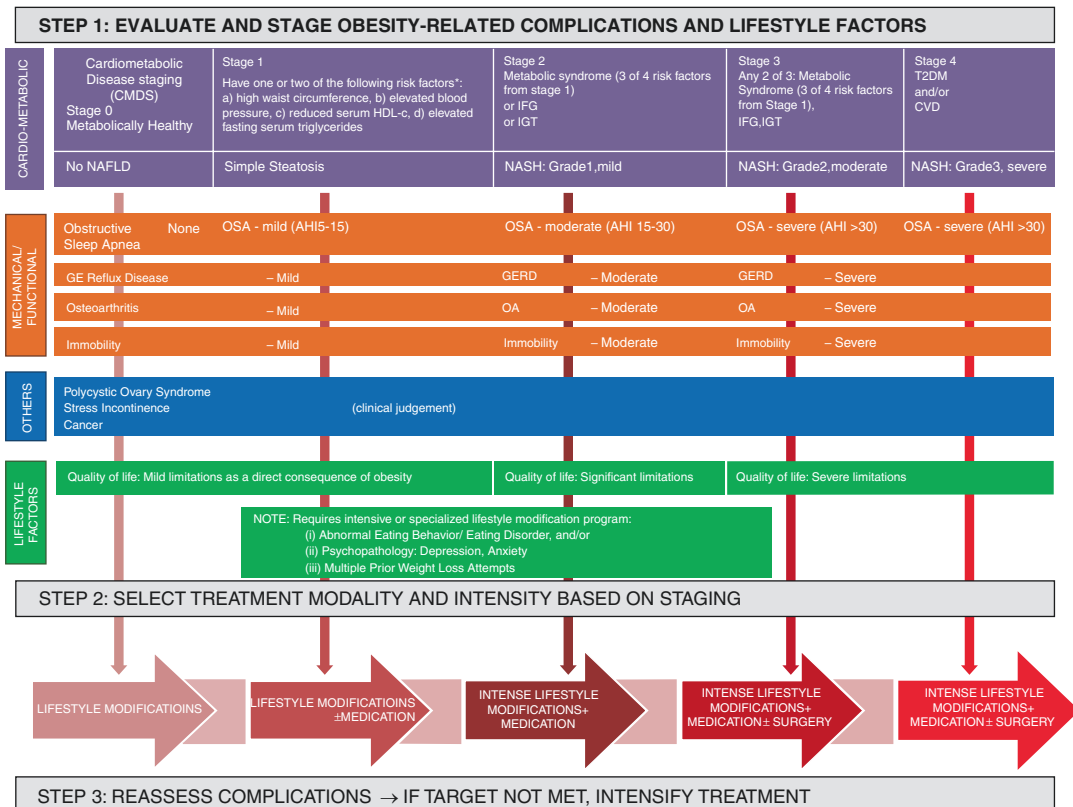 STEP 1: EVALUATE AND STAGE OBESITY-RELATED COMPLICATIONS AND LIFESTYLE FACTORS
CARDIO-METABOLIC
Cardiometabolic
Disease staging
(CMDS)
Stage 0
Metabolically Healthy
Stage 1
Have one or two of the following risk factors*:
a) high waist circumference, b) elevated blood
pressure, c) reduced serum HDL-c, d) elevated
fasting serum triglycerides
Stage 2
Metabolic syndrome (3 of 4 risk factors
from stage 1)
or IFG
or IGT
Stage 3
Any 2 of 3: Metabolic
Syndrome (3 of 4 risk factors
from Stage 1),
IFG,IGT
Stage 4
T2DM
and/or
CVD
No NAFLD
Simple Steatosis
NASH: Grade1,mild
NASH: Grade2,moderate
NASH: Grade3, severe
MECHANICAL/
FUNCTIONAL
Obstructive None
Sleep Apnea
OSA - mild (AHI5-15)
OSA - moderate (AHI 15-30)
OSA - severe (AHI >30)
OSA - severe (AHI >30)
GE Reflux Disease – Mild GERD – Moderate GERD – Severe
Osteoarthritis – Mild OA – Moderate OA – Severe
Immobility – Mild Immobility – Moderate Immobility – Severe
OTHERS
Polycystic Ovary Syndrome
Stress Incontinence (clinical judgement)
Cancer
LIFESTYLE
FACTORS
Quality of life: Mild limitations as a direct consequence of obesity
Quality of life: Significant limitations
Quality of life: Severe limitations
NOTE: Requires intensive or specialized lifestyle modification program:
(i) Abnormal Eating Behavior/ Eating Disorder, and/or
(ii) Psychopathology: Depression, Anxiety
(iii) Multiple Prior Weight Loss Attempts
STEP 2: SELECT TREATMENT MODALITY AND INTENSITY BASED ON STAGING
LIFESTYLE MODIFICATIOINS
LIFESTYLE MODIFICATIOINS
±MEDICATION
INTENSE LIFESTYLE
MODIFICATIONS+
MEDICATION
INTENSE LIFESTYLE
MODIFICATIONS+
MEDICATION± SURGERY
INTENSE LIFESTYLE
MODIFICATIONS+
MEDICATION± SURGERY
STEP 3: REASSESS COMPLICATIONS → IF TARGET NOT MET, INTENSIFY TREATMENT